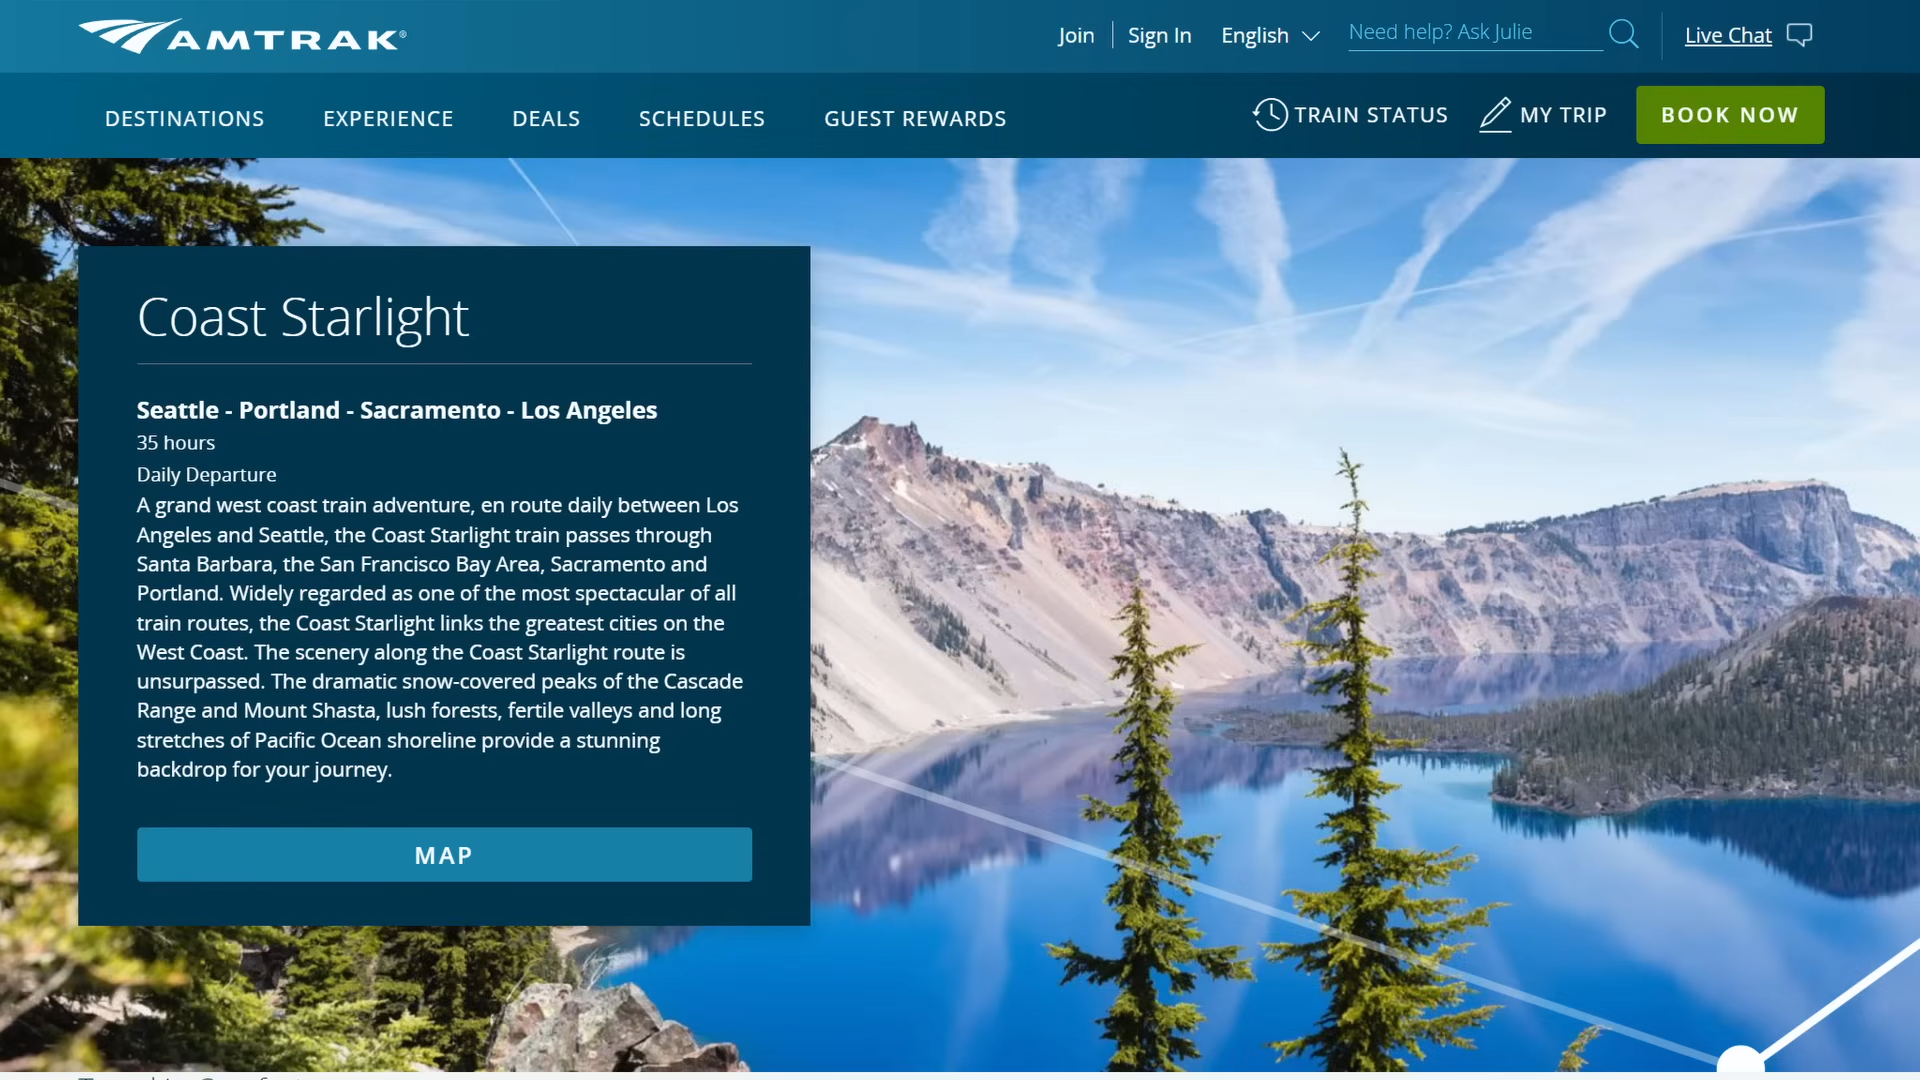 AMTRAK®
Join
Sign In
English
Need help? Ask Julie
Live Chat
DESTINATIONS
EXPERIENCE
DEALS
SCHEDULES
GUEST REWARDS
TRAIN STATUS
MY TRIP
BOOK NOW
Coast Starlight
Seattle - Portland - Sacramento - Los Angeles
35 hours
Daily Departure
A grand west coast train adventure, en route daily between Los
Angeles and Seattle, the Coast Starlight train passes through
Santa Barbara, the San Francisco Bay Area, Sacramento and
Portland. Widely regarded as one of the most spectacular of all
train routes, the Coast Starlight links the greatest cities on the
West Coast. The scenery along the Coast Starlight route is
unsurpassed. The dramatic snow-covered peaks of the Cascade
Range and Mount Shasta, lush forests, fertile valleys and long
stretches of Pacific Ocean shoreline provide a stunning
backdrop for your journey.
MAP